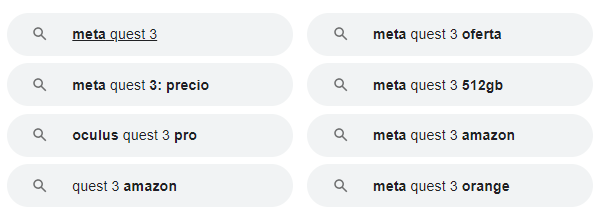 meta quest 3
meta quest 3 oferta
meta quest 3: precio
meta quest 3 512gb
oculus quest 3 pro
meta quest 3 amazon
quest 3 amazon
meta quest 3 orange